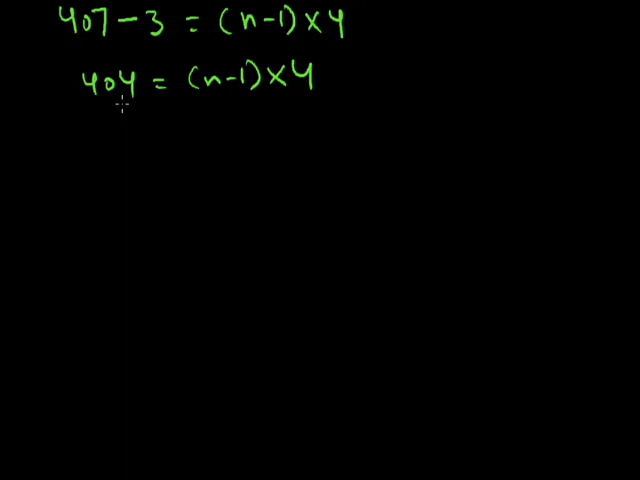 407 - 3 = (n-1) × 4
404 = (n-1) × 4